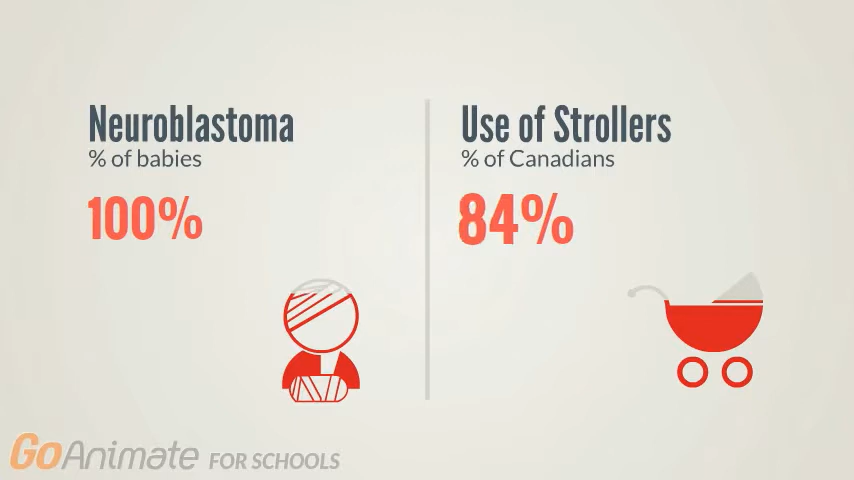 Neuroblastoma
% of babies
100%
Use of Strollers
% of Canadians
84%
GoAnimate FOR SCHOOLS